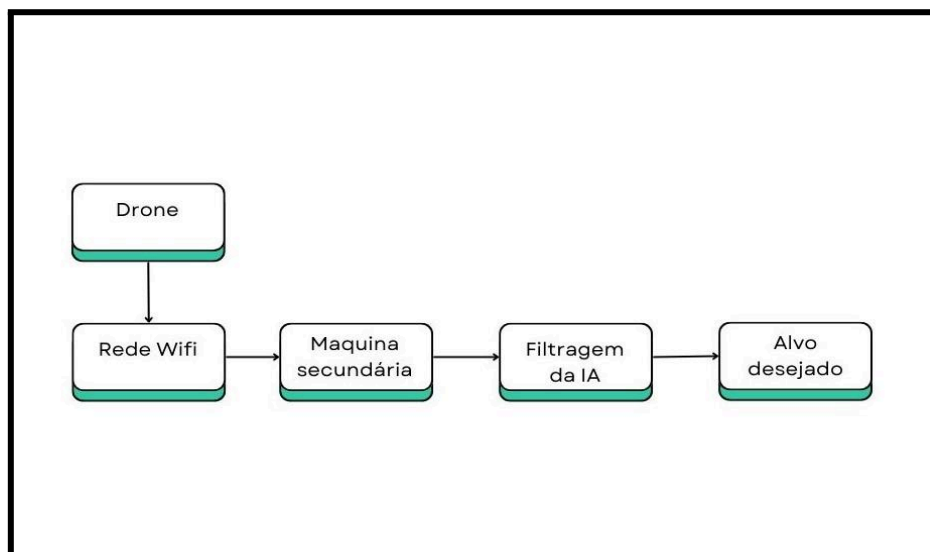 Drone
Rede Wifi
Maquina
secundária
Filtragem
da IA
Alvo
desejado